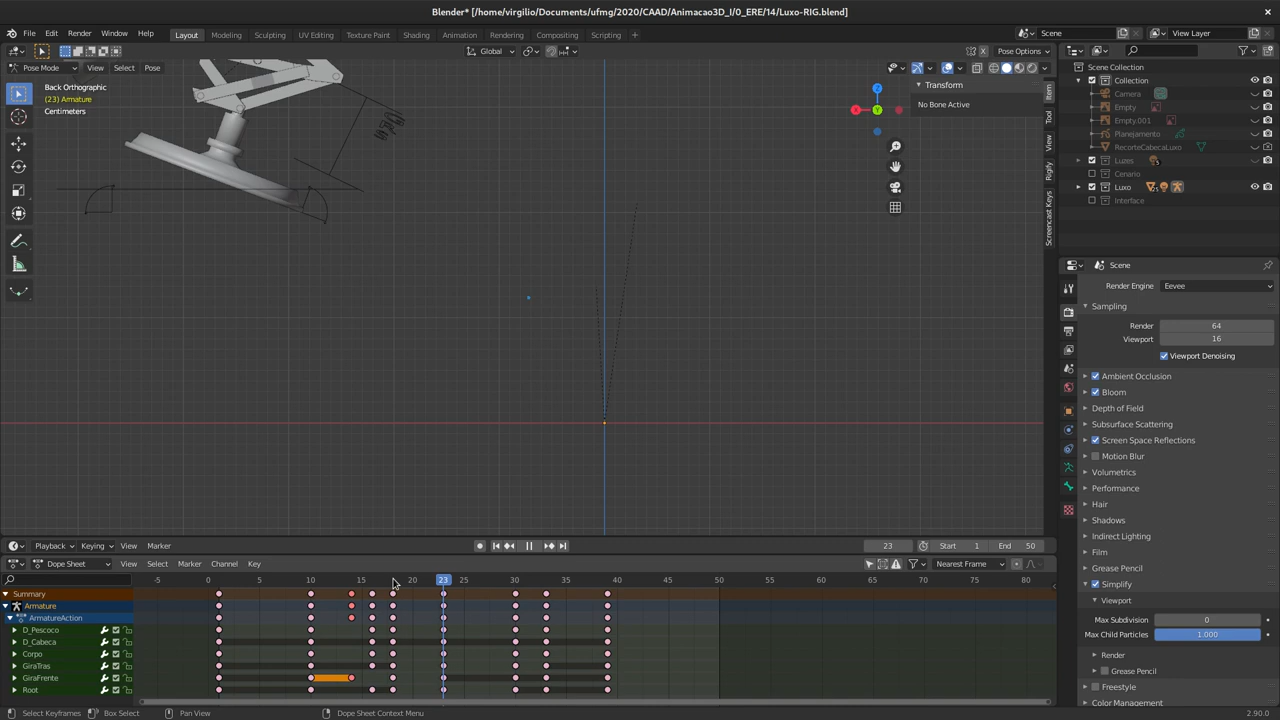 Blender* [/home/virgilio/Documents/ufmg/2020/CAAD/Animacao3D_I/0_ERE/14/Luxo-RIG.blend]
File Edit Render Window Help Layout Modeling Sculpting UV Editing Texture Paint Shading Animation Rendering Compositing Scripting + Scene View Layer
Global Pose Options
Pose Mode View Select Pose
Back Orthographic
(23) Armature
Centimeters
Transform
No Bone Active
Item
Tool
View
Rigify
Screencast Keys
Z
Y
X
Scene Collection
Collection
Camera
Empty
Empty.001
Planejamento
RecorteCabecaLuxo
Luzes
Cenario
Luxo
Interface
Scene
Render Engine Eevee
Sampling
Render 64
Viewport 16
Viewport Denoising
Ambient Occlusion
Bloom
Depth of Field
Subsurface Scattering
Screen Space Reflections
Motion Blur
Volumetrics
Performance
Hair
Shadows
Indirect Lighting
Film
Grease Pencil
Simplify
Viewport
Max Subdivision 0
Max Child Particles 1.000
Render
Grease Pencil
Freestyle
Color Management
Playback Keying View Marker 23 Start 1 End 50
Dope Sheet View Select Marker Channel Key Nearest Frame
-5 0 5 10 15 20 23 25 30 35 40 45 50 55 60 65 70 75 80
Summary
Armature
ArmatureAction
D_Pescoco
D_Cabeca
Corpo
GiraTras
GiraFrente
Root
Select Keyframes Box Select Pan View Dope Sheet Context Menu 2.90.0